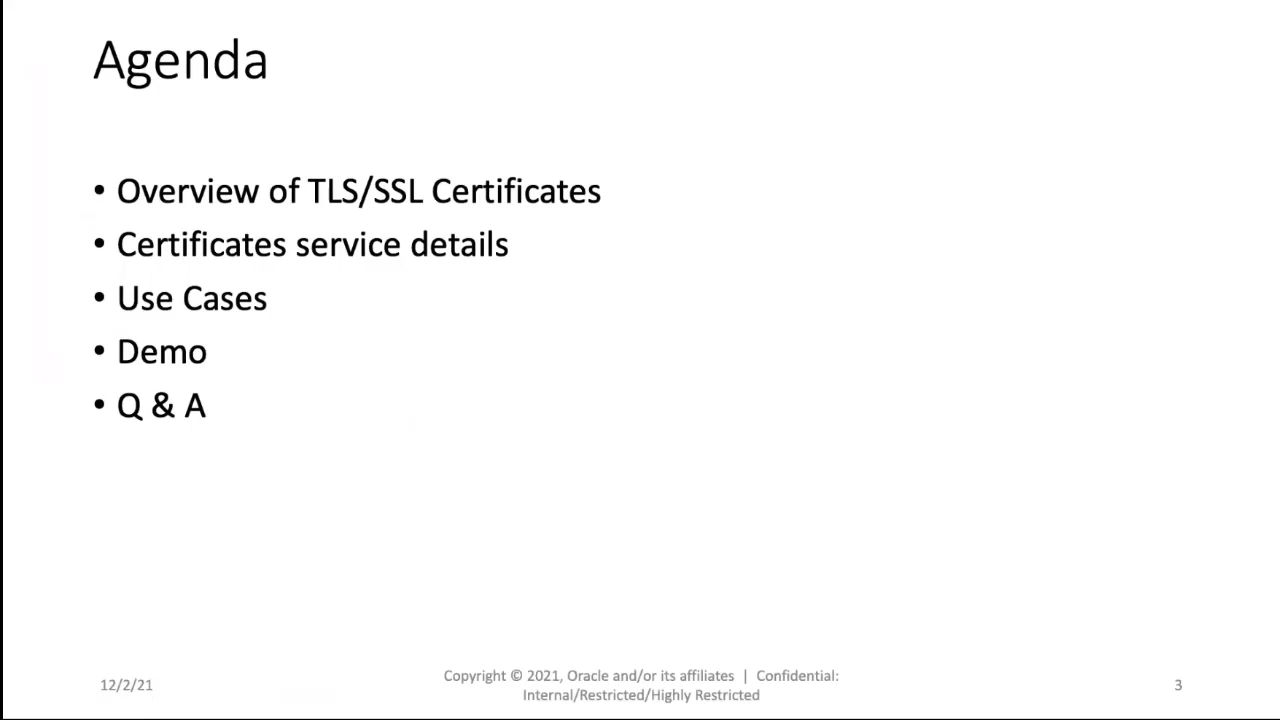 Agenda
• Overview of TLS/SSL Certificates
• Certificates service details
• Use Cases
• Demo
• Q & A
12/2/21
Copyright © 2021, Oracle and/or its affiliates | Confidential:
Internal/Restricted/Highly Restricted
3